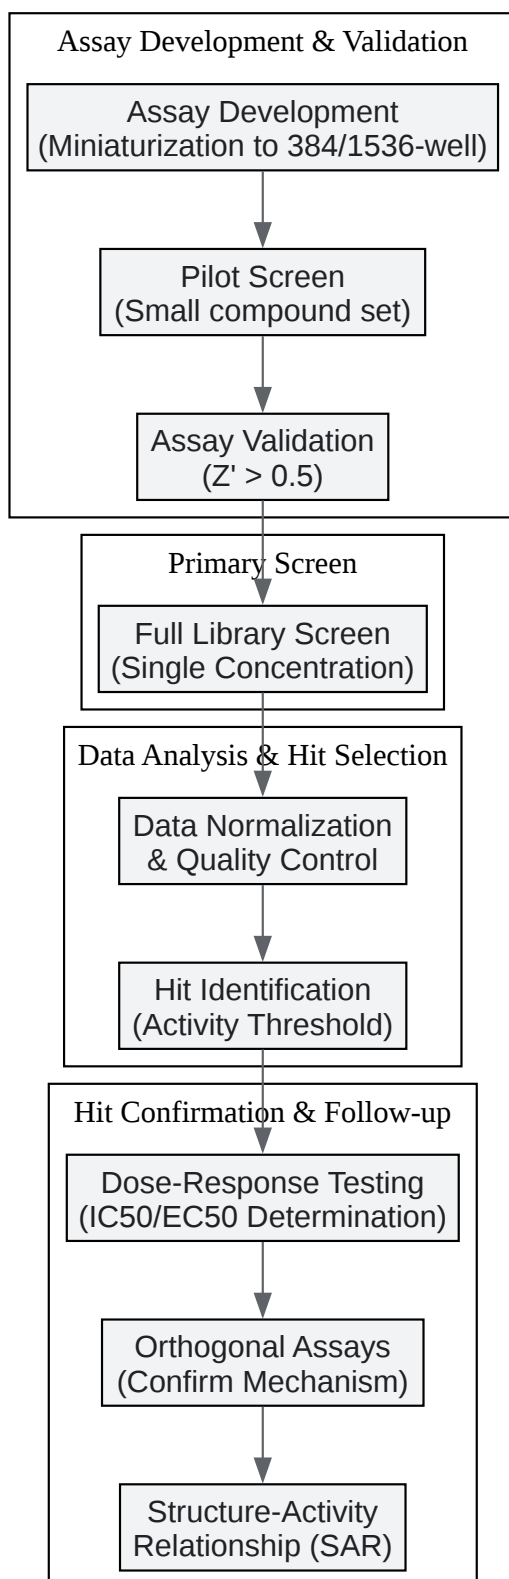 Assay Development & Validation
Assay Development
(Miniaturization to 384/1536-well)
Pilot Screen
(Small compound set)
Assay Validation
(Z' > 0.5)
Primary Screen
Full Library Screen
(Single Concentration)
Data Analysis & Hit Selection
Data Normalization
& Quality Control
Hit Identification
(Activity Threshold)
Hit Confirmation & Follow-up
Dose-Response Testing
(IC50/EC50 Determination)
Orthogonal Assays
(Confirm Mechanism)
Structure-Activity
Relationship (SAR)